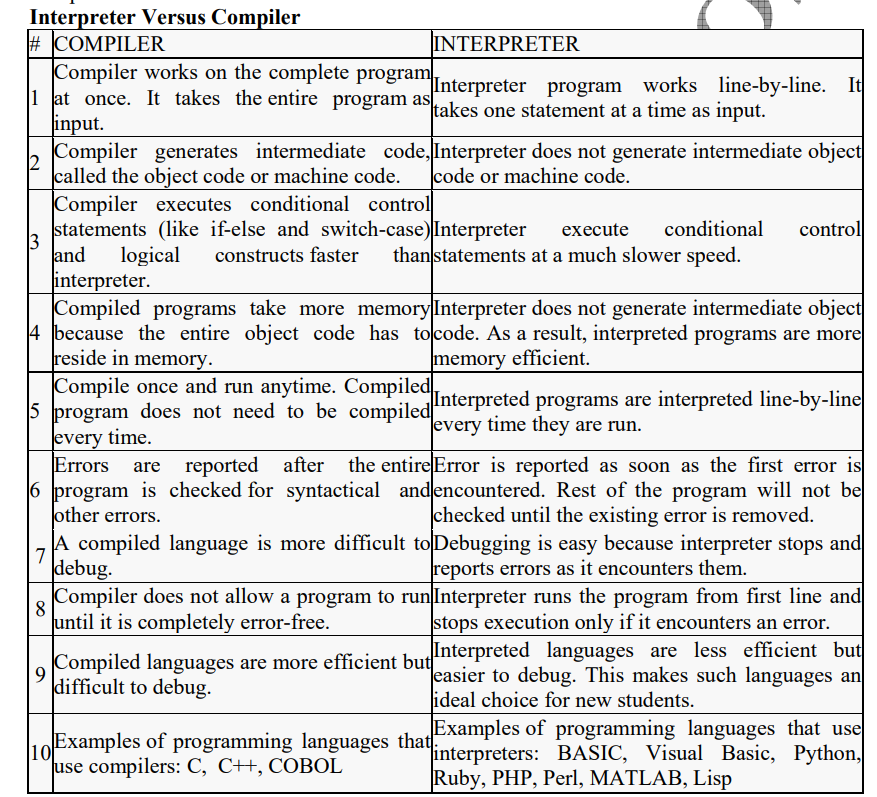 Interpreter Versus Compiler
# COMPILER INTERPRETER
1
Compiler works on the complete program
at once. It takes the entire program as
input.
Interpreter program works line-by-line. It
takes one statement at a time as input.
2
Compiler generates intermediate code,
called the object code or machine code.
Interpreter does not generate intermediate object
code or machine code.
3
Compiler executes conditional control
statements (like if-else and switch-case)
and logical constructs faster than
interpreter.
Interpreter execute conditional control
statements at a much slower speed.
4
Compiled programs take more memory
because the entire object code has to
reside in memory.
Interpreter does not generate intermediate object
code. As a result, interpreted programs are more
memory efficient.
5
Compile once and run anytime. Compiled
program does not need to be compiled
every time.
Interpreted programs are interpreted line-by-line
every time they are run.
6
Errors are reported after the entire
program is checked for syntactical and
other errors.
Error is reported as soon as the first error is
encountered. Rest of the program will not be
checked until the existing error is removed.
7
A compiled language is more difficult to
debug.
Debugging is easy because interpreter stops and
reports errors as it encounters them.
8
Compiler does not allow a program to run
until it is completely error-free.
Interpreter runs the program from first line and
stops execution only if it encounters an error.
9
Compiled languages are more efficient but
difficult to debug.
Interpreted languages are less efficient but
easier to debug. This makes such languages an
ideal choice for new students.
10
Examples of programming languages that
use compilers: C, C++, COBOL
Examples of programming languages that use
interpreters: BASIC, Visual Basic, Python,
Ruby, PHP, Perl, MATLAB, Lisp